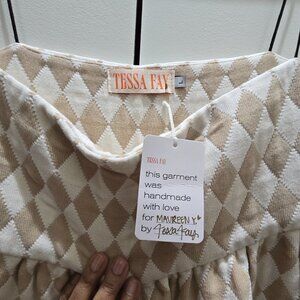 TESSA FAY
L
TESSA FAY
this garment
was
handmade
with love
for MAUREEN Y.
by Tessa Fay